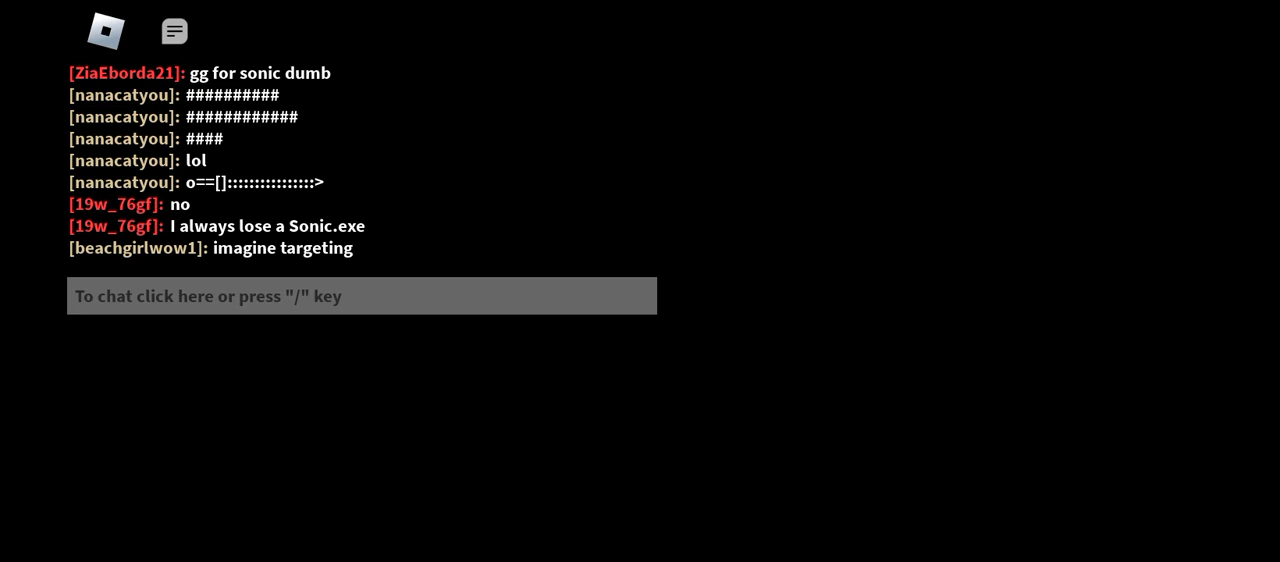 [ZiaEborda21]: gg for sonic dumb
[nanacatyou]: ##########
[nanacatyou]: ############
[nanacatyou]: ####
[nanacatyou]: lol
[nanacatyou]: o==[]::::::::::::::::>
[19w_76gf]: no
[19w_76gf]: I always lose a Sonic.exe
[beachgirlwow1]: imagine targeting
To chat click here or press "/" key